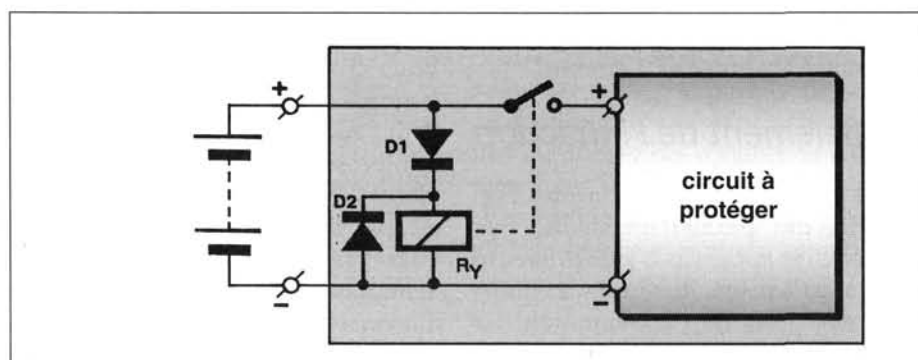 +
+
D1
circuit à
protéger
D2
RY
-
-